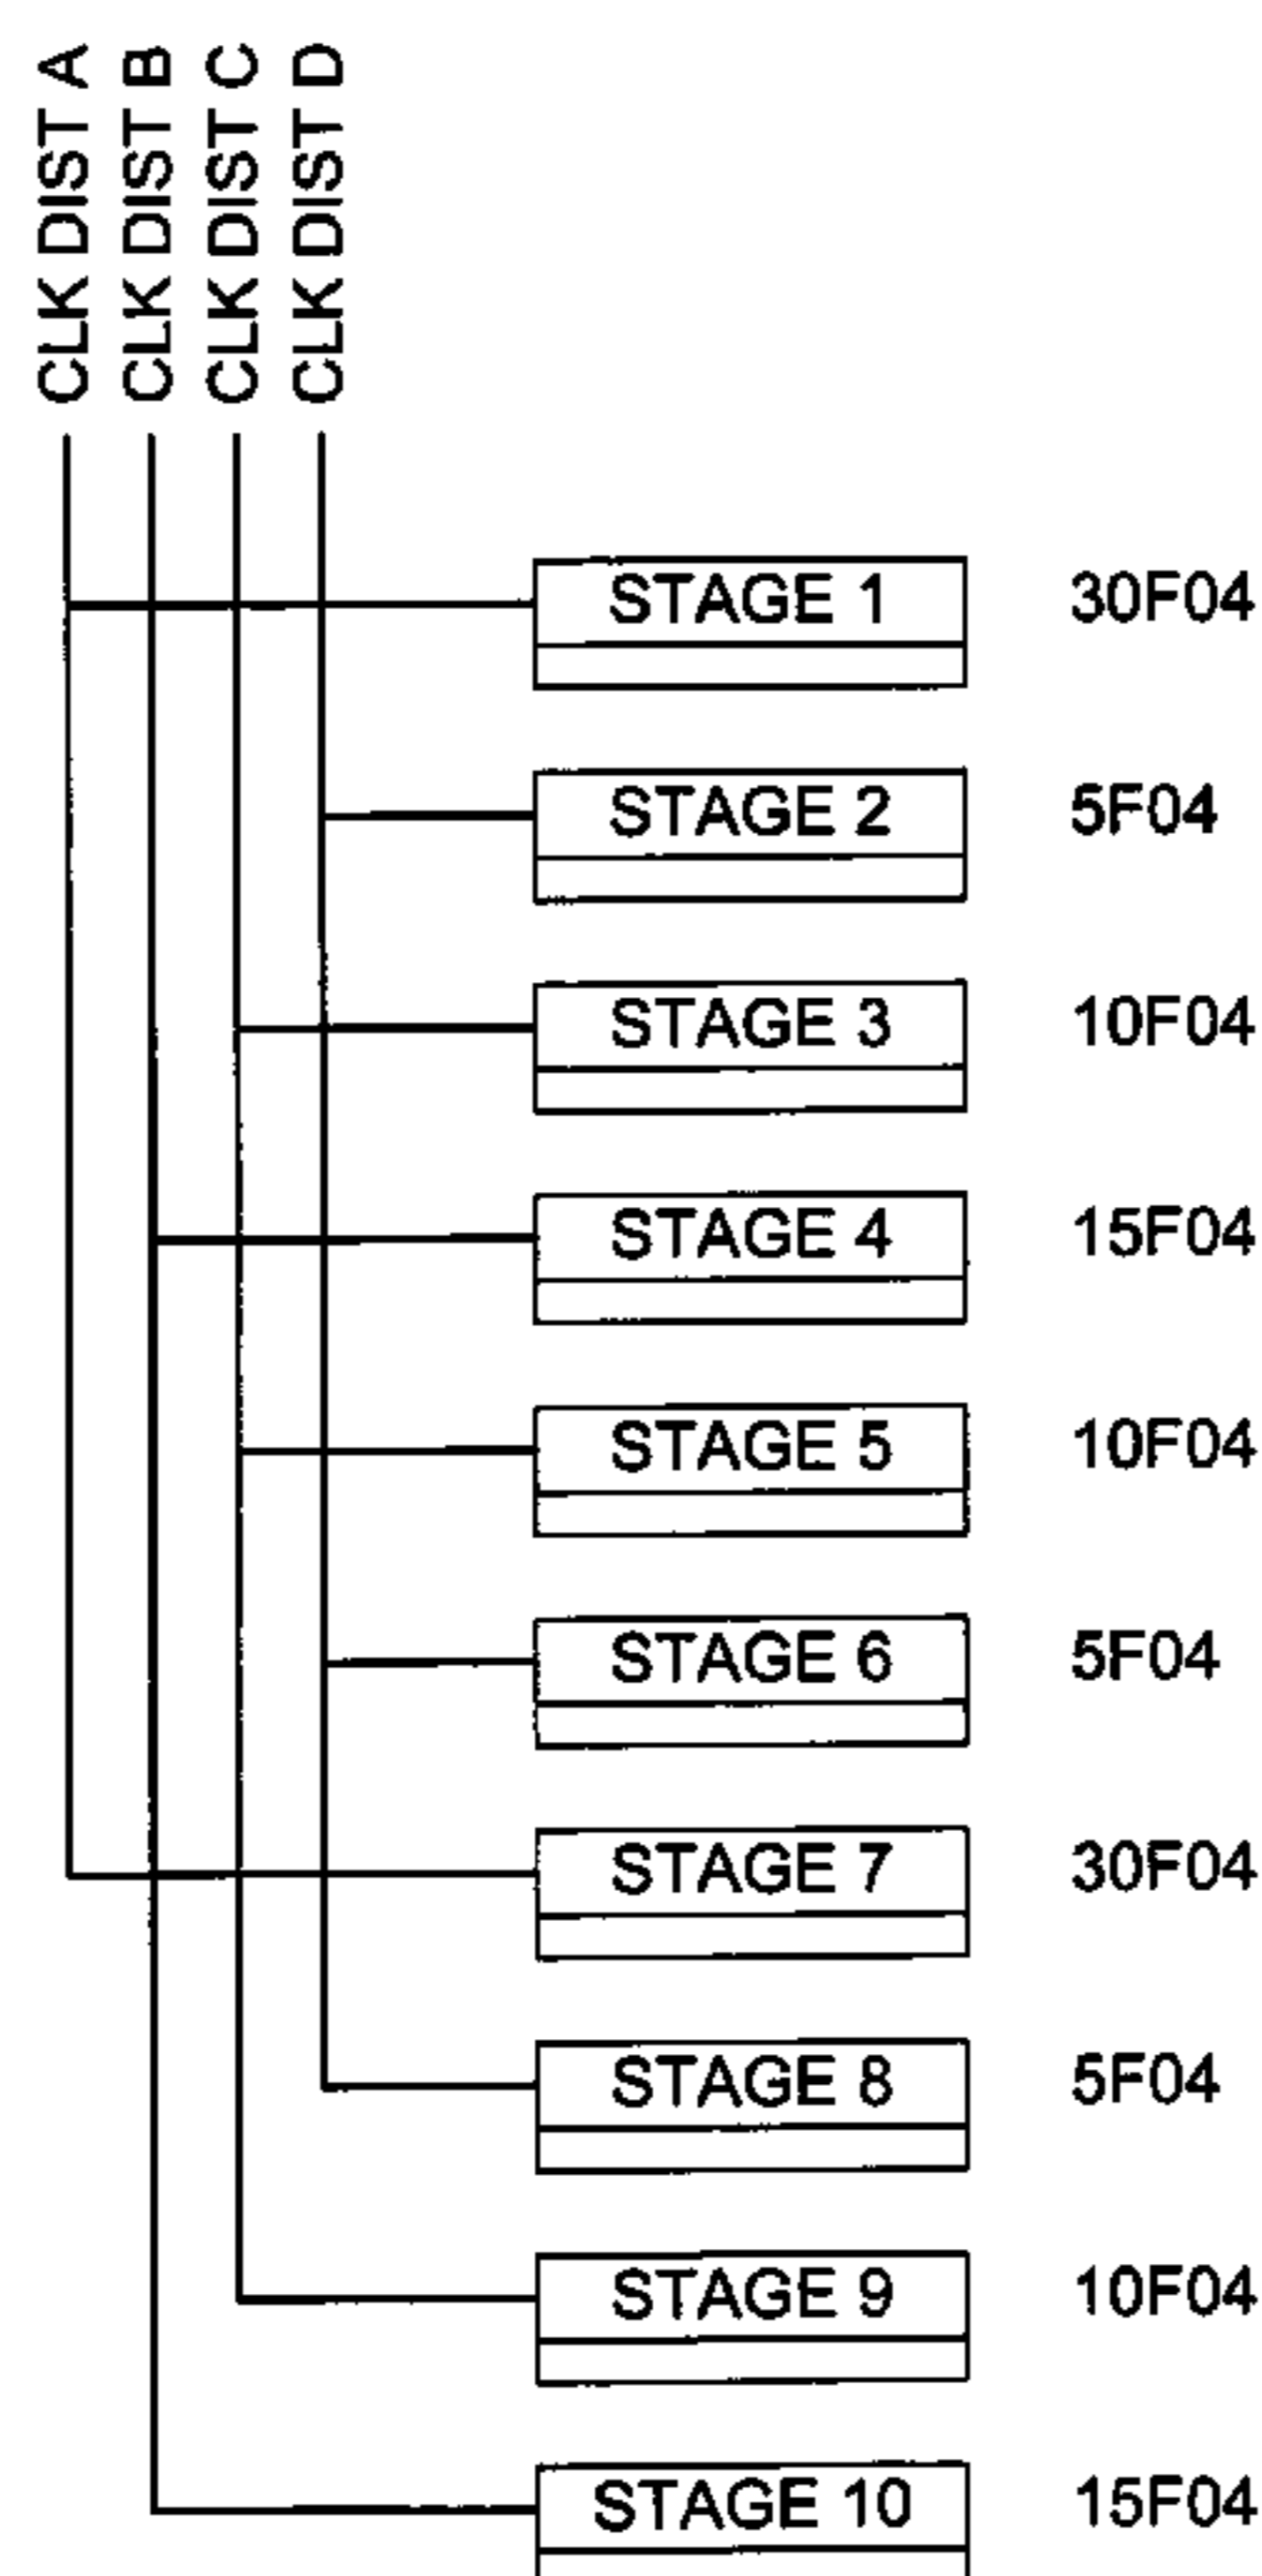 CLK DIST A
CLK DIST B
CLK DIST C
CLK DIST D
STAGE 1 30F04
STAGE 2 5F04
STAGE 3 10F04
STAGE 4 15F04
STAGE 5 10F04
STAGE 6 5F04
STAGE 7 30F04
STAGE 8 5F04
STAGE 9 10F04
STAGE 10 15F04